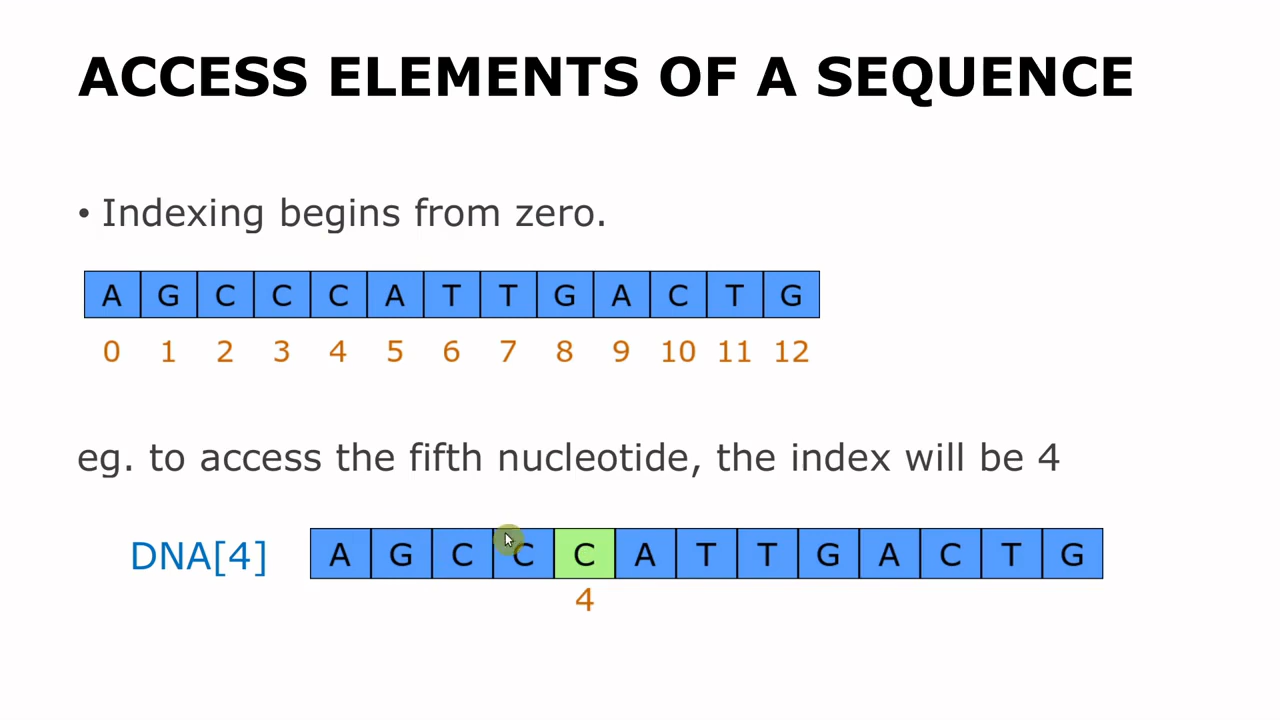 ACCESS ELEMENTS OF A SEQUENCE
• Indexing begins from zero.
A G C C C A T T G A C T G
0 1 2 3 4 5 6 7 8 9 10 11 12
eg. to access the fifth nucleotide, the index will be 4
DNA[4] A G C C C A T T G A C T G
4